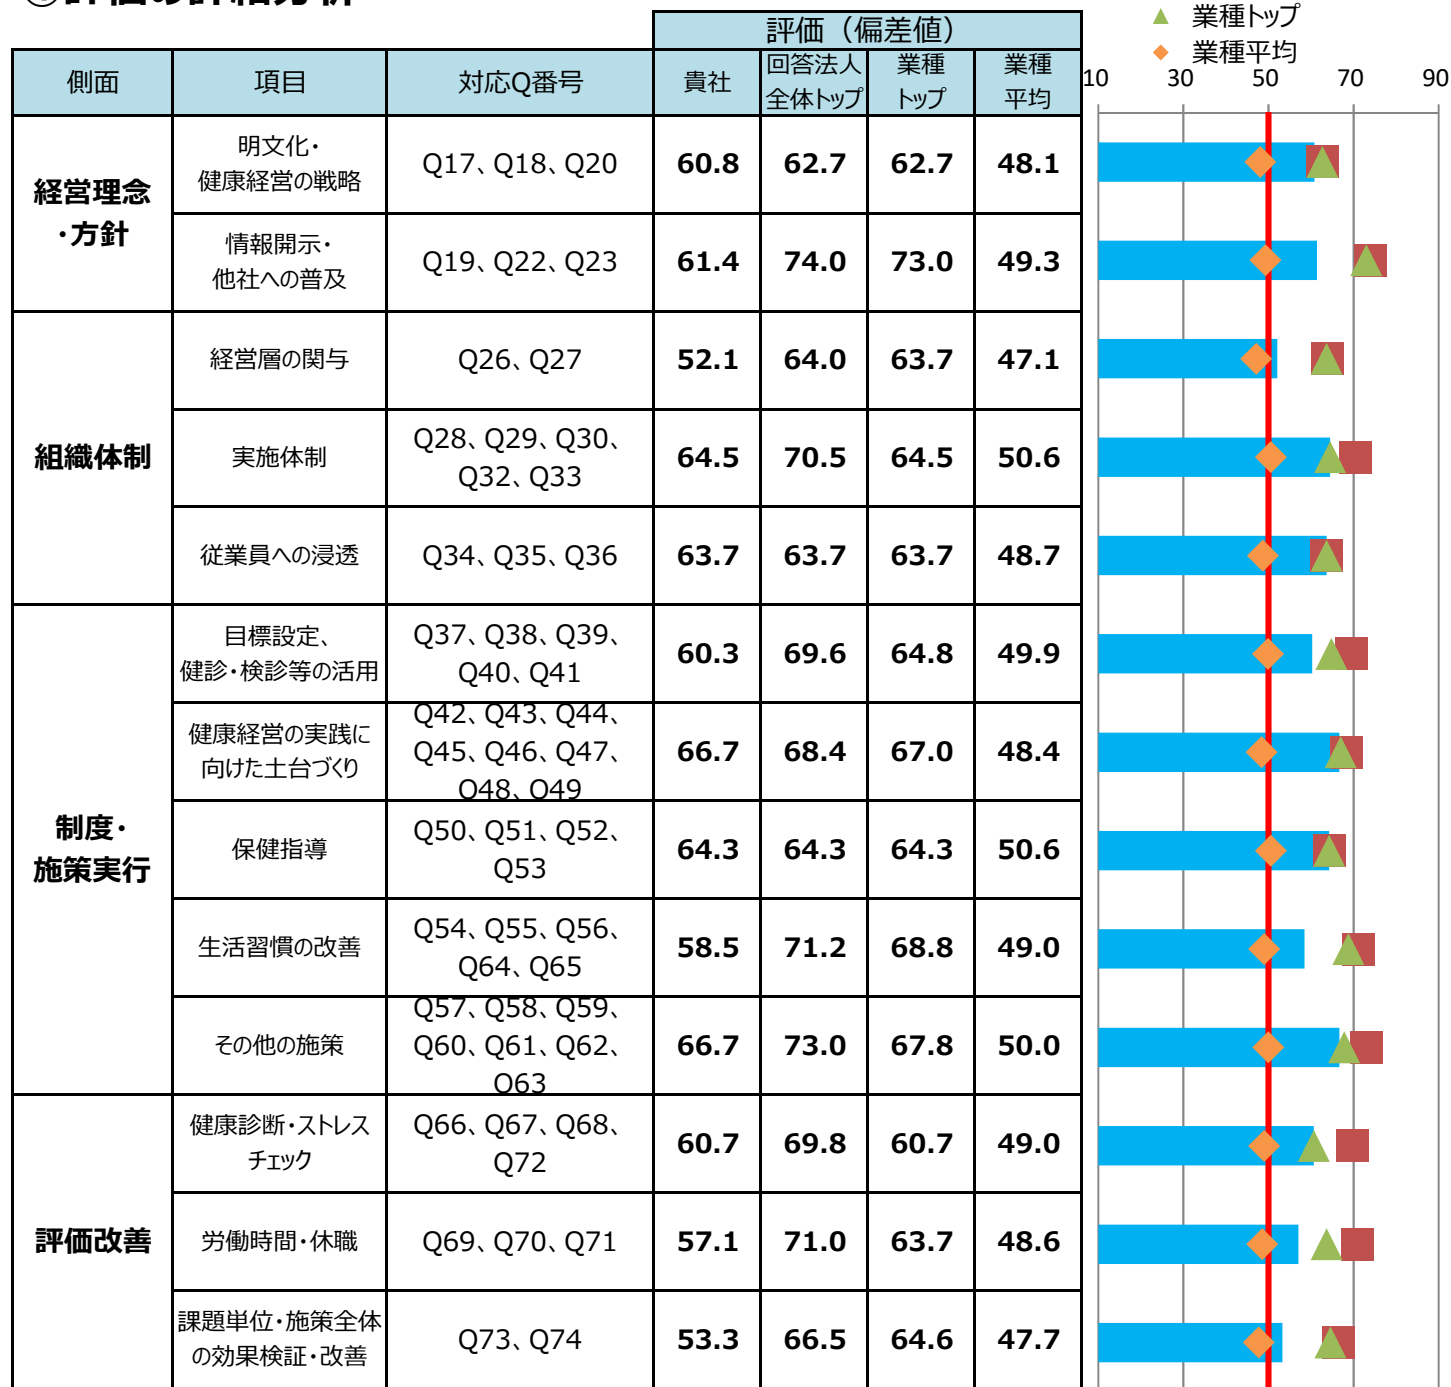 ①評価の詳細分析
業種トップ
業種平均
評価（偏差値）
側面 項目 対応Q番号 貴社 回答法人全体トップ 業種トップ 業種平均
10 30 50 70 90
経営理念・方針
明文化・健康経営の戦略 Q17、Q18、Q20 60.8 62.7 62.7 48.1
情報開示・他社への普及 Q19、Q22、Q23 61.4 74.0 73.0 49.3
組織体制
経営層の関与 Q26、Q27 52.1 64.0 63.7 47.1
実施体制 Q28、Q29、Q30、Q32、Q33 64.5 70.5 64.5 50.6
従業員への浸透 Q34、Q35、Q36 63.7 63.7 63.7 48.7
制度・施策実行
目標設定、健診・検診等の活用 Q37、Q38、Q39、Q40、Q41 60.3 69.6 64.8 49.9
健康経営の実践に向けた土台づくり Q42、Q43、Q44、Q45、Q46、Q47、Q48、Q49 66.7 68.4 67.0 48.4
保健指導 Q50、Q51、Q52、Q53 64.3 64.3 64.3 50.6
生活習慣の改善 Q54、Q55、Q56、Q64、Q65 58.5 71.2 68.8 49.0
その他の施策 Q57、Q58、Q59、Q60、Q61、Q62、Q63 66.7 73.0 67.8 50.0
評価改善
健康診断・ストレスチェック Q66、Q67、Q68、Q72 60.7 69.8 60.7 49.0
労働時間・休職 Q69、Q70、Q71 57.1 71.0 63.7 48.6
課題単位・施策全体の効果検証・改善 Q73、Q74 53.3 66.5 64.6 47.7